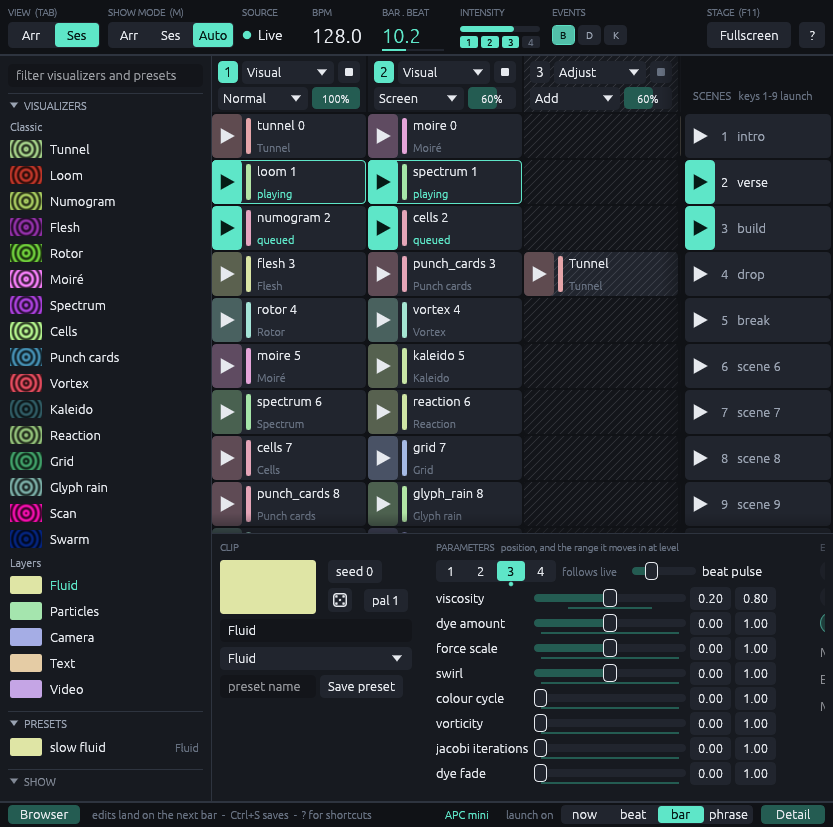 VIEW (TAB) SHOW MODE (M) SOURCE BPM BAR . BEAT INTENSITY EVENTS STAGE (F11)
Arr Ses Arr Ses Auto Live 128.0 10.2 1 2 3 4 B D K Fullscreen ?
filter visualizers and presets
VISUALIZERS
Classic
Tunnel
Loom
Numogram
Flesh
Rotor
Moiré
Spectrum
Cells
Punch cards
Vortex
Kaleido
Reaction
Grid
Glyph rain
Scan
Swarm
Layers
Fluid
Particles
Camera
Text
Video
PRESETS
slow fluid Fluid
SHOW
1 Visual 2 Visual 3 Adjust
Normal 100% Screen 60% Add 60% SCENES keys 1-9 launch
tunnel 0 moire 0
Tunnel Moiré
1 intro
loom 1 spectrum 1
playing playing
2 verse
numogram 2 cells 2
queued queued
3 build
flesh 3 punch_cards 3 Tunnel
Flesh Punch cards Tunnel
4 drop
rotor 4 vortex 4
Rotor Vortex
5 break
moire 5 kaleido 5
Moiré Kaleido
6 scene 6
spectrum 6 reaction 6
Spectrum Reaction
7 scene 7
cells 7 grid 7
Cells Grid
8 scene 8
punch_cards 8 glyph_rain 8
Punch cards Glyph rain
9 scene 9
CLIP
seed 0
pal 1
Fluid
Fluid
preset name Save preset
PARAMETERS position, and the range it moves in at level
1 2 3 4 follows live beat pulse
viscosity 0.20 0.80
dye amount 0.00 1.00
force scale 0.00 1.00
swirl 0.00 1.00
colour cycle 0.00 1.00
vorticity 0.00 1.00
jacobi iterations 0.00 1.00
dye fade 0.00 1.00
Browser edits land on the next bar - Ctrl+S saves - ? for shortcuts APC mini launch on now beat bar phrase Detail